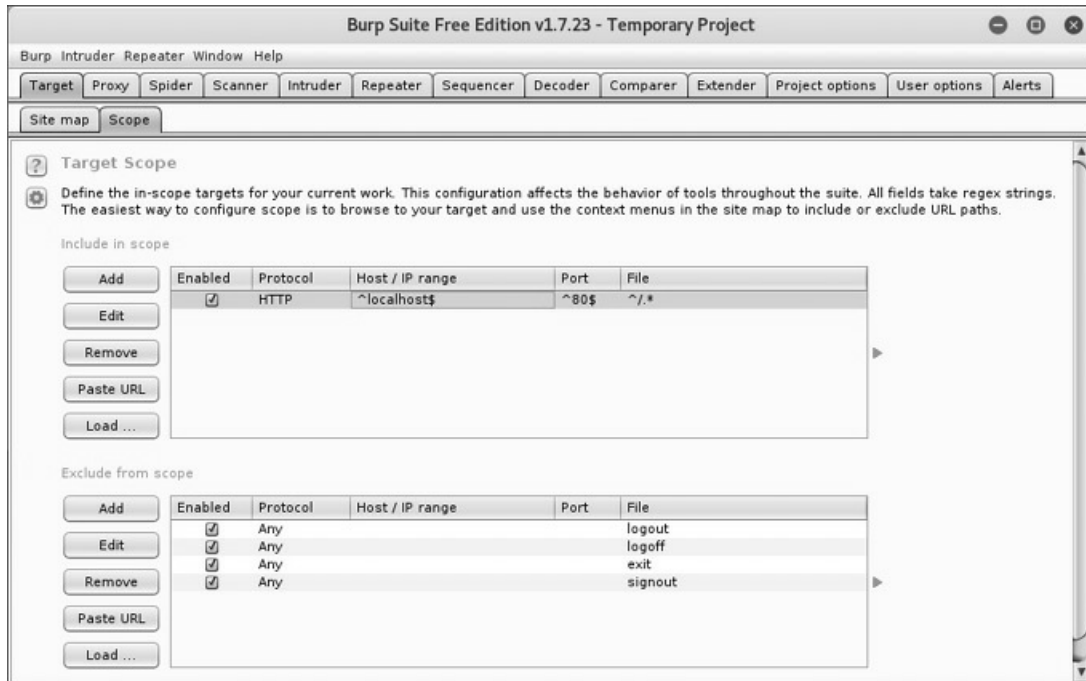 Burp Suite Free Edition v1.7.23 - Temporary Project
Burp Intruder Repeater Window Help
Target Proxy Spider Scanner Intruder Repeater Sequencer Decoder Comparer Extender Project options User options Alerts
Site map Scope
? Target Scope
Define the in-scope targets for your current work. This configuration affects the behavior of tools throughout the suite. All fields take regex strings.
The easiest way to configure scope is to browse to your target and use the context menus in the site map to include or exclude URL paths.
Include in scope
Add Enabled Protocol Host / IP range Port File
HTTP ^localhost$ ^80$ ^/.*
Edit
Remove
Paste URL
Load ...
Exclude from scope
Add Enabled Protocol Host / IP range Port File
Any logout
Edit Any logoff
Any exit
Remove Any signout
Paste URL
Load ...